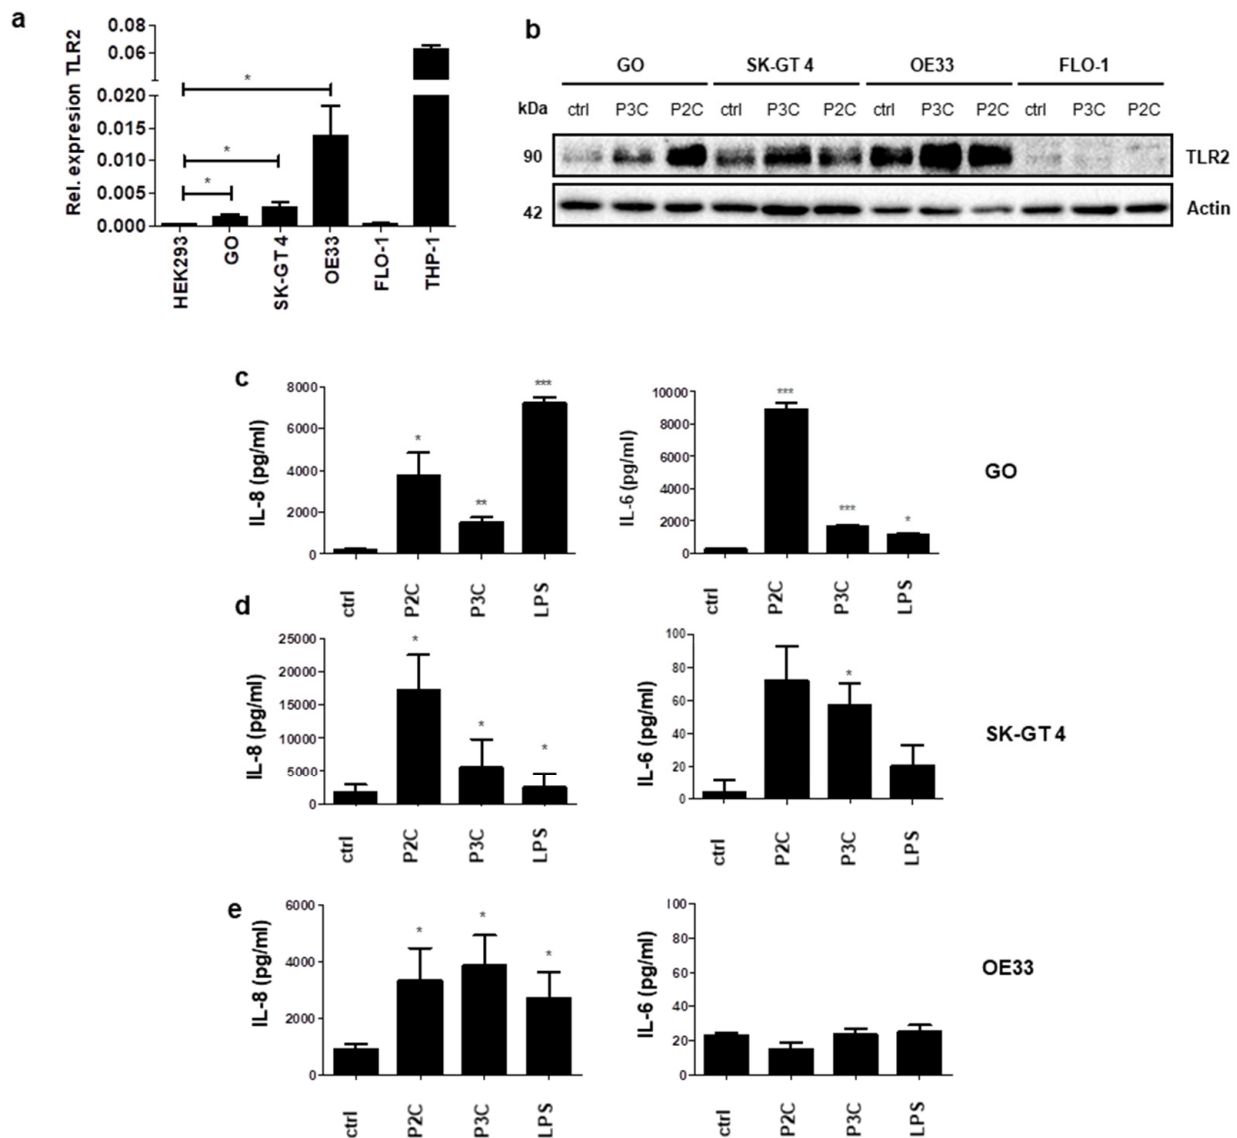 a
Rel. expresion TLR2
0.08
0.06
0.020
0.015
0.010
0.005
0.000
*
*
*
HEK293
GO
SK-GT 4
OE33
FLO-1
THP-1
b
GO SK-GT 4 OE33 FLO-1
kDa ctrl P3C P2C ctrl P3C P2C ctrl P3C P2C ctrl P3C P2C
90 TLR2
42 Actin
c
IL-8 (pg/ml)
8000
6000
4000
2000
0
* ** ***
ctrl P2C P3C LPS
IL-6 (pg/ml)
10000
8000
6000
4000
2000
0
*** *** *
ctrl P2C P3C LPS
GO
d
IL-8 (pg/ml)
25000
20000
15000
10000
5000
0
* * *
ctrl P2C P3C LPS
IL-6 (pg/ml)
100
80
60
40
20
0
*
ctrl P2C P3C LPS
SK-GT 4
e
IL-8 (pg/ml)
6000
4000
2000
0
* * *
ctrl P2C P3C LPS
IL-6 (pg/ml)
100
80
60
40
20
0
ctrl P2C P3C LPS
OE33